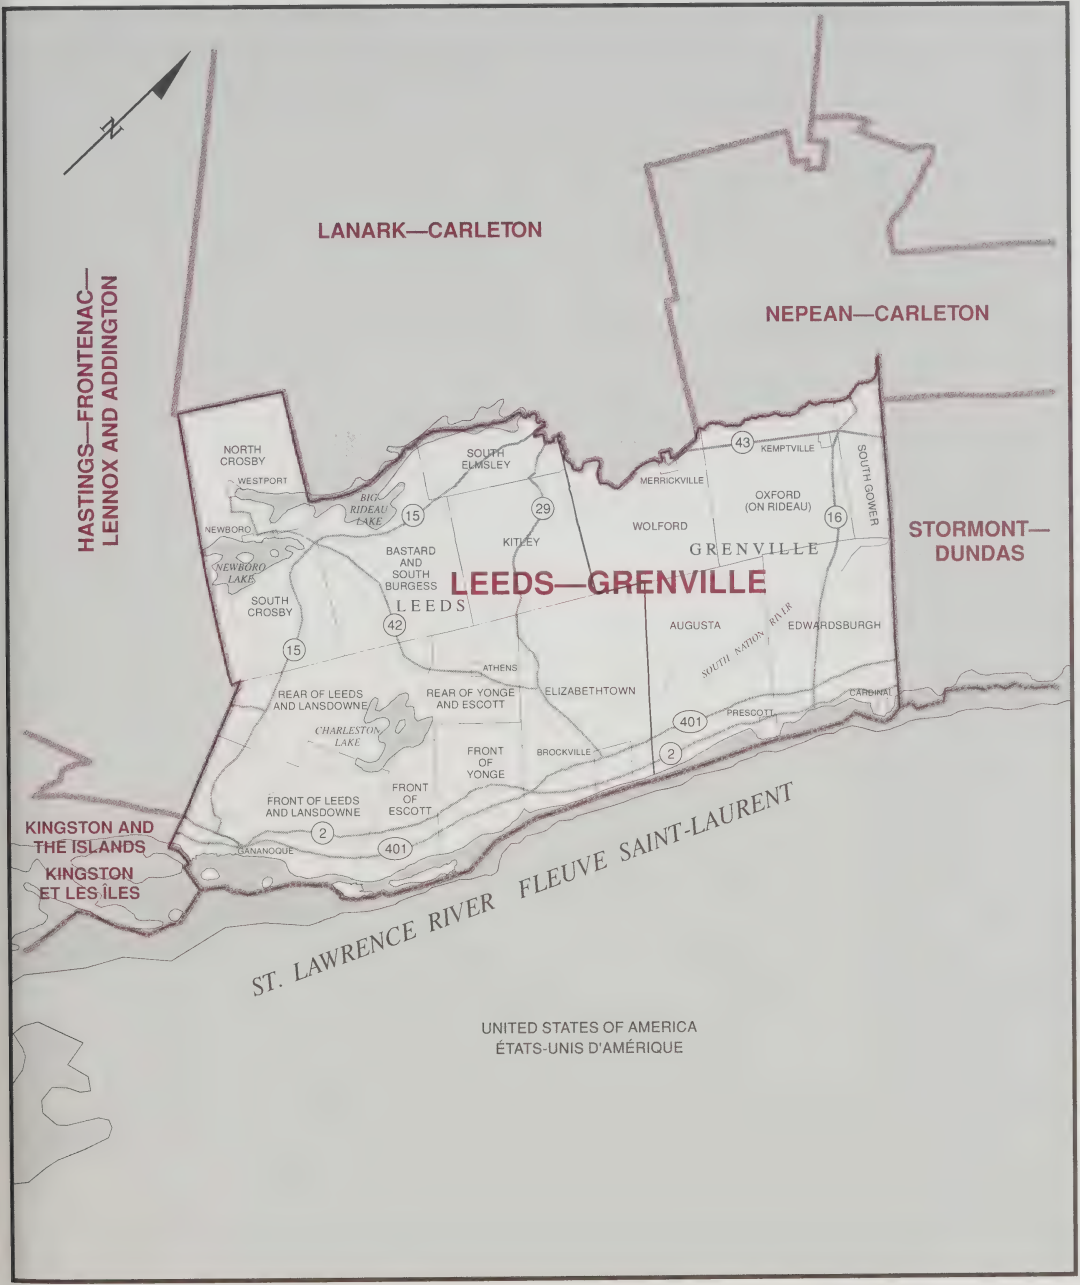 N
LANARK—CARLETON
HASTINGS—FRONTENAC—
LENNOX AND ADDINGTON
NEPEAN—CARLETON
STORMONT—
DUNDAS
NORTH
CROSBY
WESTPORT
BIG
RIDEAU
LAKE
SOUTH
ELMSLEY
15
29
43
KEMPTVILLE
MERRICKVILLE
OXFORD
(ON RIDEAU)
16
SOUTH GOWER
WOLFORD
NEWBORO
NEWBORO
LAKE
KITLEY
GRENVILLE
BASTARD
AND
SOUTH
BURGESS
LEEDS—GRENVILLE
LEEDS
SOUTH
CROSBY
42
15
AUGUSTA
SOUTH NATION RIVER
EDWARDSBURGH
ATHENS
REAR OF LEEDS
AND LANSDOWNE
REAR OF YONGE
AND ESCOTT
ELIZABETHTOWN
CARDINAL
PRESCOTT
401
2
CHARLESTON
LAKE
BROCKVILLE
FRONT
OF
YONGE
FRONT
OF
ESCOTT
FRONT OF LEEDS
AND LANSDOWNE
2
401
GANANOQUE
KINGSTON AND
THE ISLANDS
KINGSTON
ET LES ÎLES
ST. LAWRENCE RIVER FLEUVE SAINT-LAURENT
UNITED STATES OF AMERICA
ÉTATS-UNIS D'AMÉRIQUE